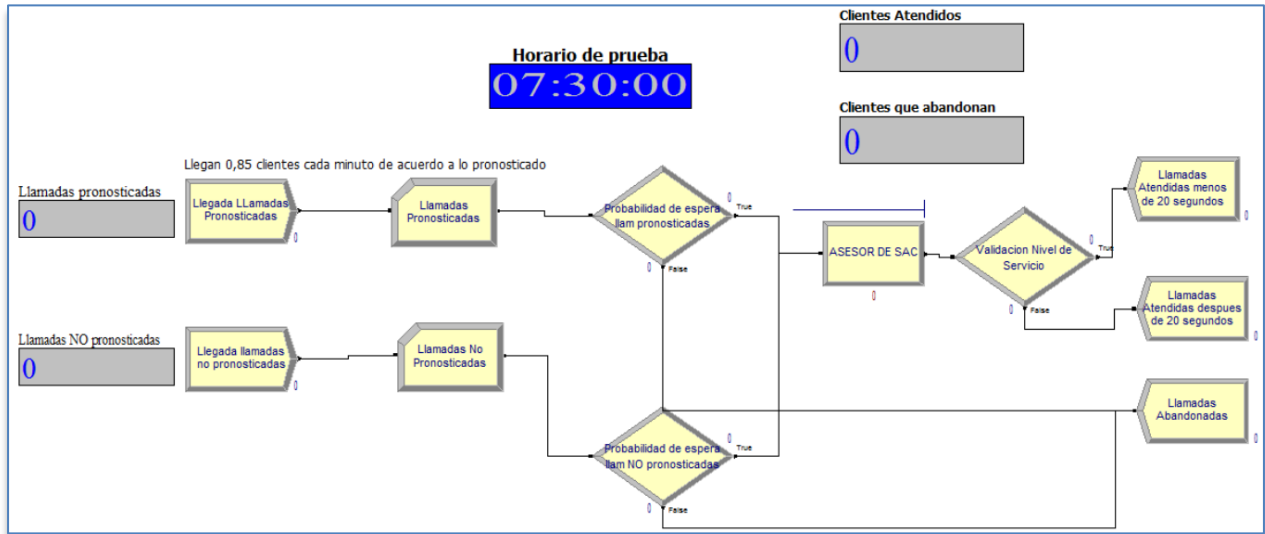 Clientes Atendidos
0
Horario de prueba
07:30:00
Clientes que abandonan
0
Llegan 0,85 clientes cada minuto de acuerdo a lo pronosticado
Llamadas pronosticadas
0
Llegada LLamadas
Pronosticadas
0
Llamadas
Pronosticadas
Probabilidad de espera
llam pronosticadas
0
True
0
False
ASESOR DE SAC
0
Validacion Nivel de
Servicio
0
True
0
False
Llamadas
Atendidas menos
de 20 segundos
0
Llamadas
Atendidas despues
de 20 segundos
0
Llamadas NO pronosticadas
0
Llegada llamadas
no pronosticadas
0
Llamadas No
Pronosticadas
Probabilidad de espera
llam NO pronosticadas
0
True
0
False
Llamadas
Abandonadas
0